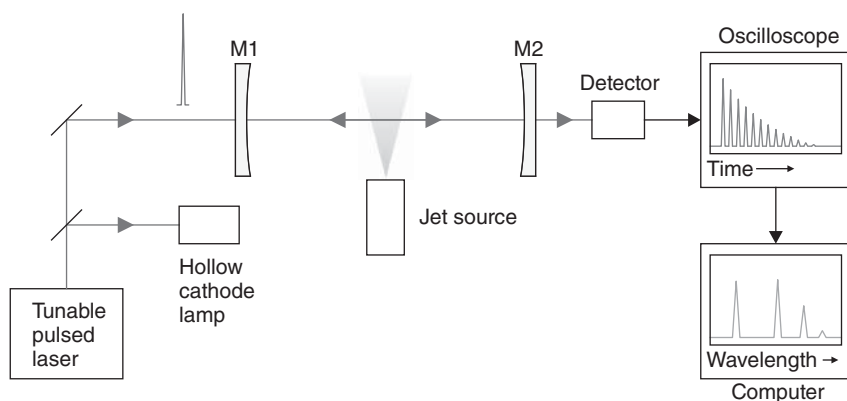 M1
M2
Oscilloscope
Detector
Time
Jet source
Hollow
cathode
lamp
Tunable
pulsed
laser
Wavelength
Computer